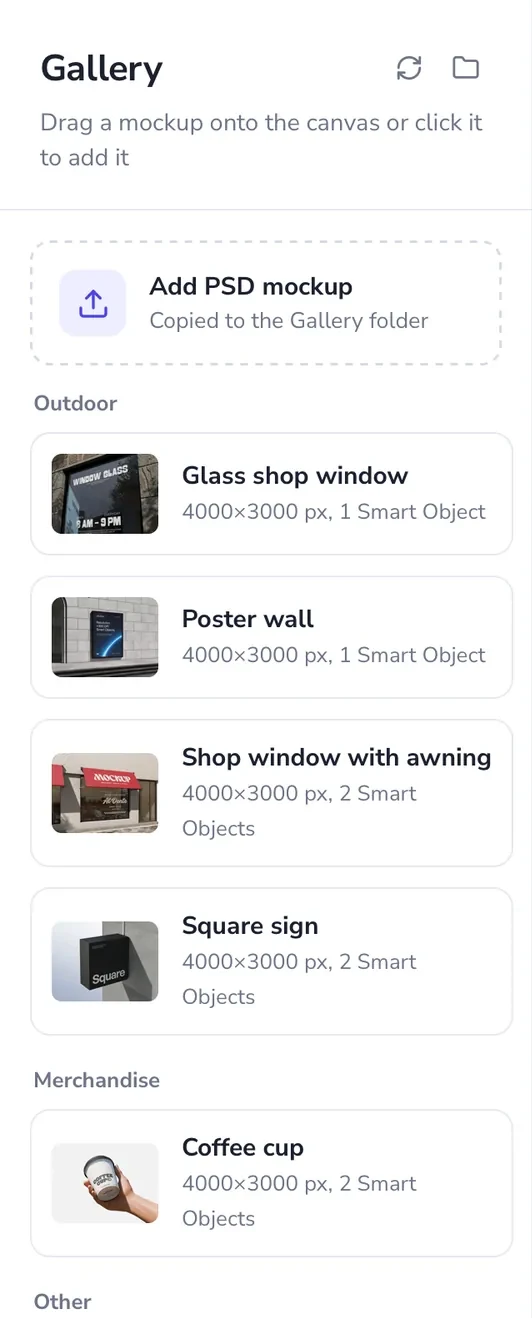 Gallery
Drag a mockup onto the canvas or click it
to add it
Add PSD mockup
Copied to the Gallery folder
Outdoor
WINDOW GLASS
8 AM – 9 PM
Glass shop window
4000×3000 px, 1 Smart Object
Poster wall
4000×3000 px, 1 Smart Object
MOCKUP
Shop window with awning
4000×3000 px, 2 Smart
Objects
Square
Square sign
4000×3000 px, 2 Smart
Objects
Merchandise
COFFEE
Coffee cup
4000×3000 px, 2 Smart
Objects
Other